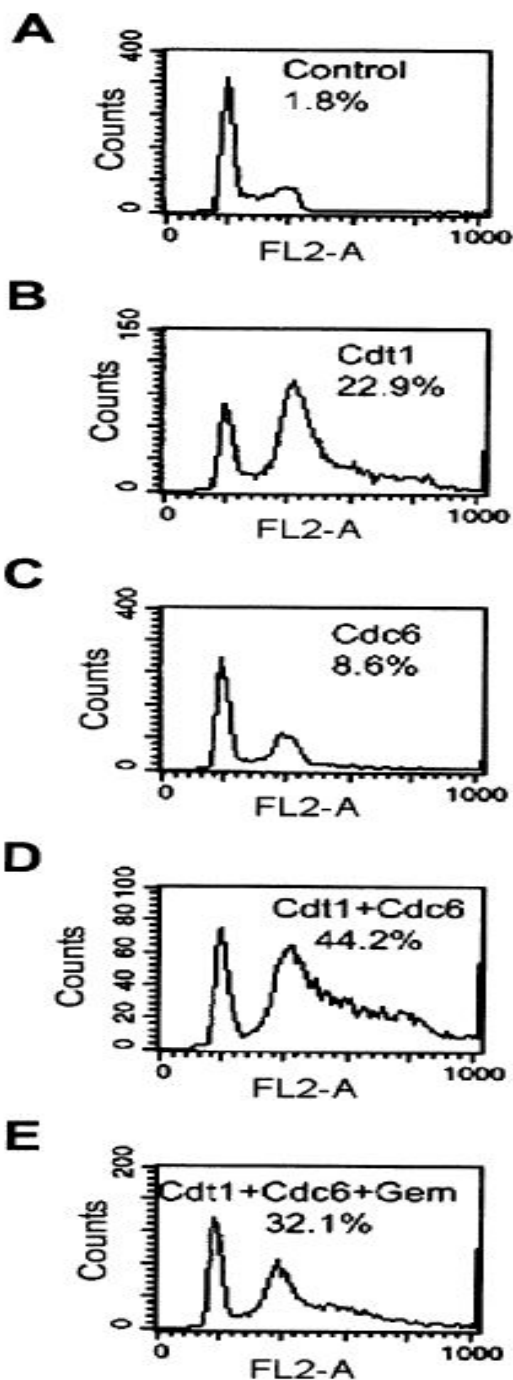 A
400
Control
1.8%
Counts
0
0
1000
FL2-A
B
150
Cdt1
22.9%
Counts
0
0
1000
FL2-A
C
400
Cdc6
8.6%
Counts
0
0
1000
FL2-A
D
100
80
Cdt1+Cdc6
44.2%
60
Counts
40
20
0
0
1000
FL2-A
E
200
Cdt1+Cdc6+Gem
32.1%
Counts
0
0
1000
FL2-A